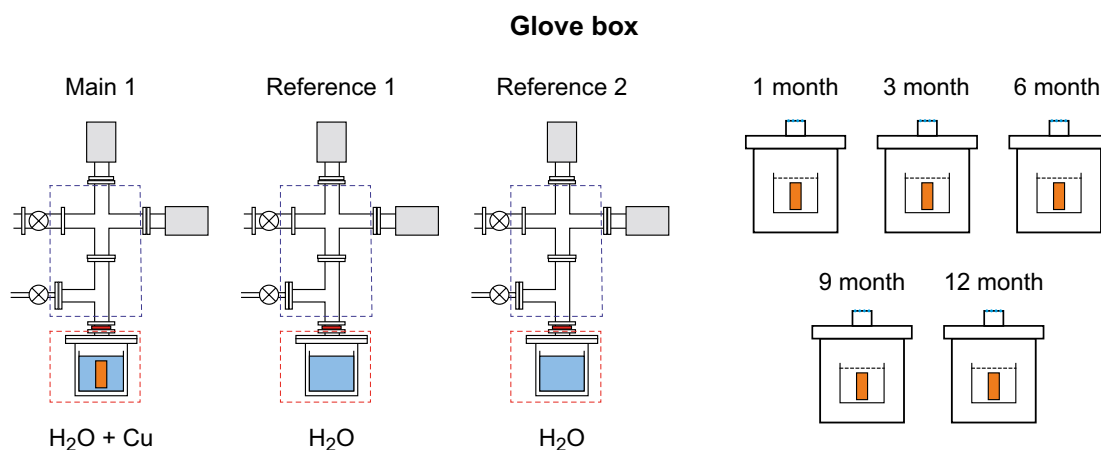 Glove box
Main 1
Reference 1
Reference 2
1 month
3 month
6 month
9 month
12 month
H₂O + Cu
H₂O
H₂O